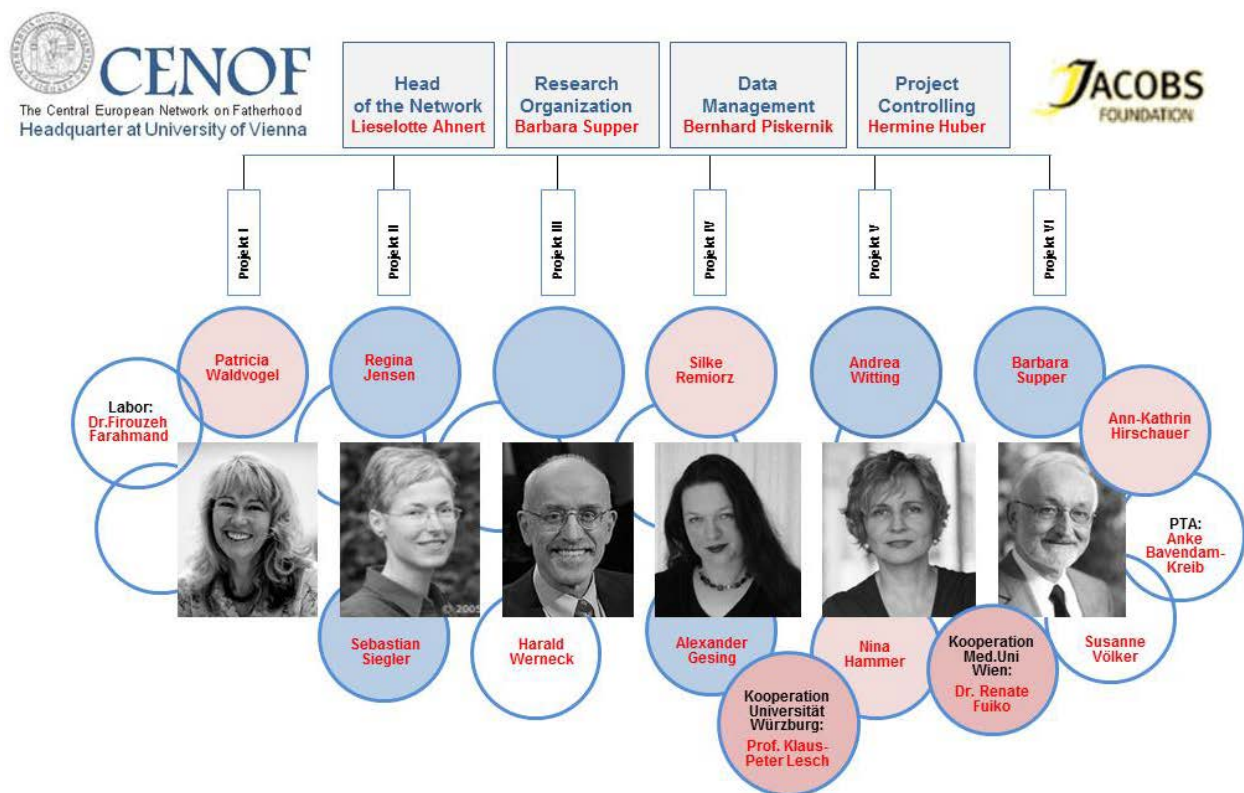 CENOF
The Central European Network on Fatherhood
Headquarter at University of Vienna
Head
of the Network
Lieselotte Ahnert
Research
Organization
Barbara Supper
Data
Management
Bernhard Piskernik
Project
Controlling
Hermine Huber
JACOBS
FOUNDATION
Projekt I
Projekt II
Projekt III
Projekt IV
Projekt V
Projekt VI
Patricia
Waldvogel
Regina
Jensen
Silke
Remiorz
Andrea
Witting
Barbara
Supper
Labor:
Dr.Firouzeh
Farahmand
Ann-Kathrin
Hirschauer
PTA:
Anke
Bavendam-
Kreib
© 2005
Sebastian
Siegler
Harald
Werneck
Alexander
Gesing
Nina
Hammer
Kooperation
Med.Uni
Wien:
Dr. Renate
Fuiko
Susanne
Völker
Kooperation
Universität
Würzburg:
Prof. Klaus-
Peter Lesch